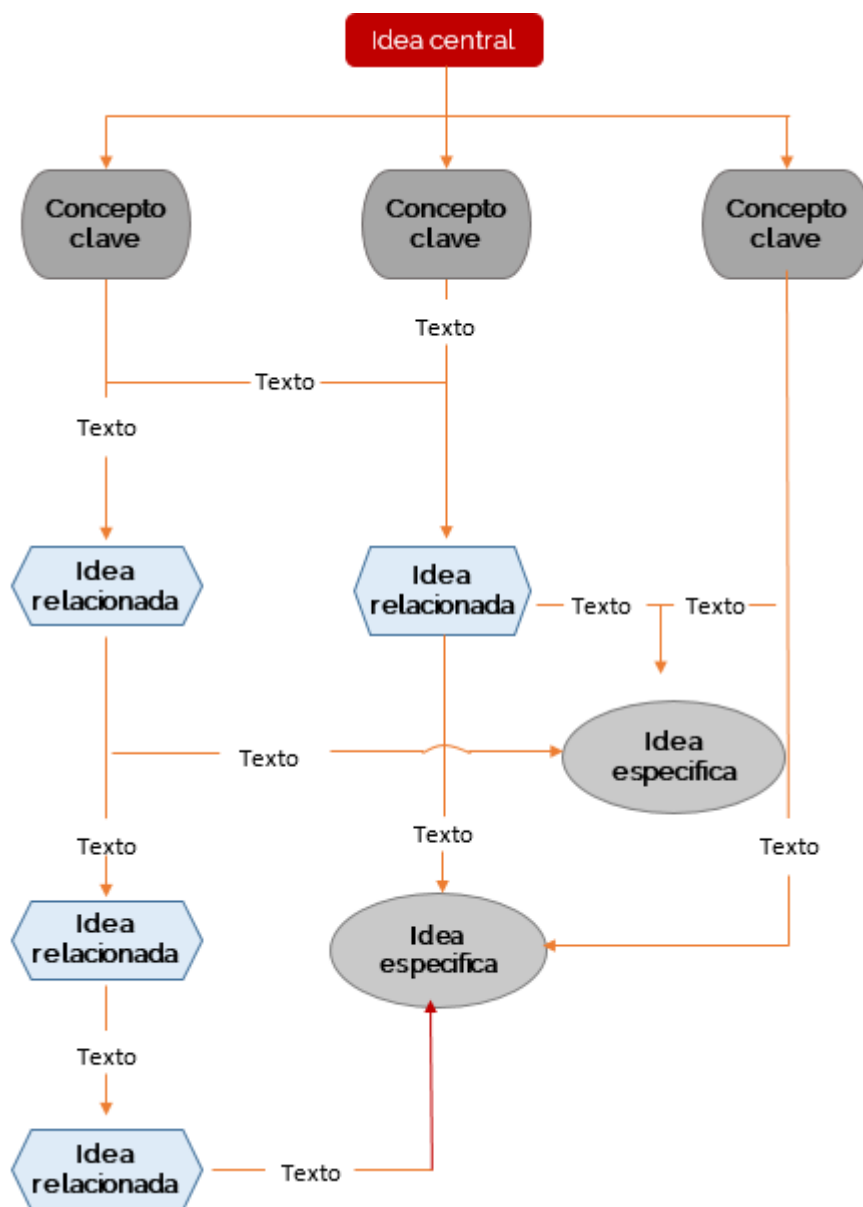 Idea central
Concepto
clave
Concepto
clave
Concepto
clave
Texto
Texto
Texto
Idea
relacionada
Idea
relacionada
Texto
Texto
Idea
especifica
Texto
Texto
Texto
Texto
Idea
relacionada
Idea
especifica
Texto
Idea
relacionada
Texto